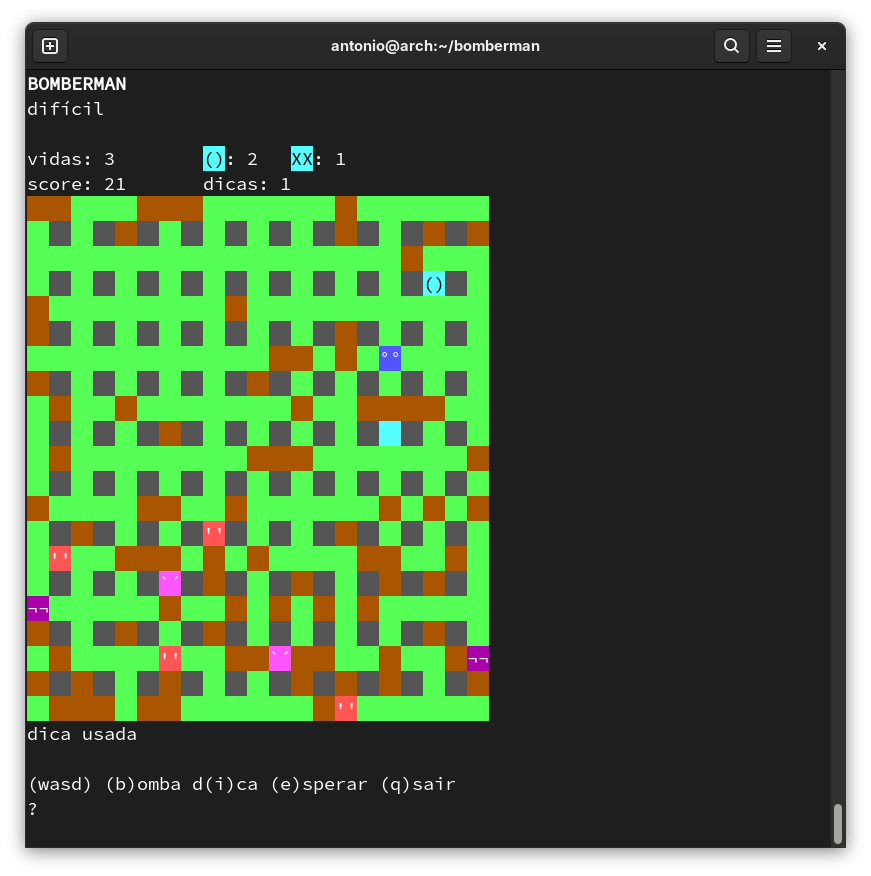 antonio@arch:~/bomberman
BOMBERMAN
difícil
vidas: 3 (): 2 XX: 1
score: 21 dicas: 1
()
°°
''
''
``
¬¬
'' `` ¬¬
''
dica usada
(wasd) (b)omba d(i)ca (e)sperar (q)sair
?